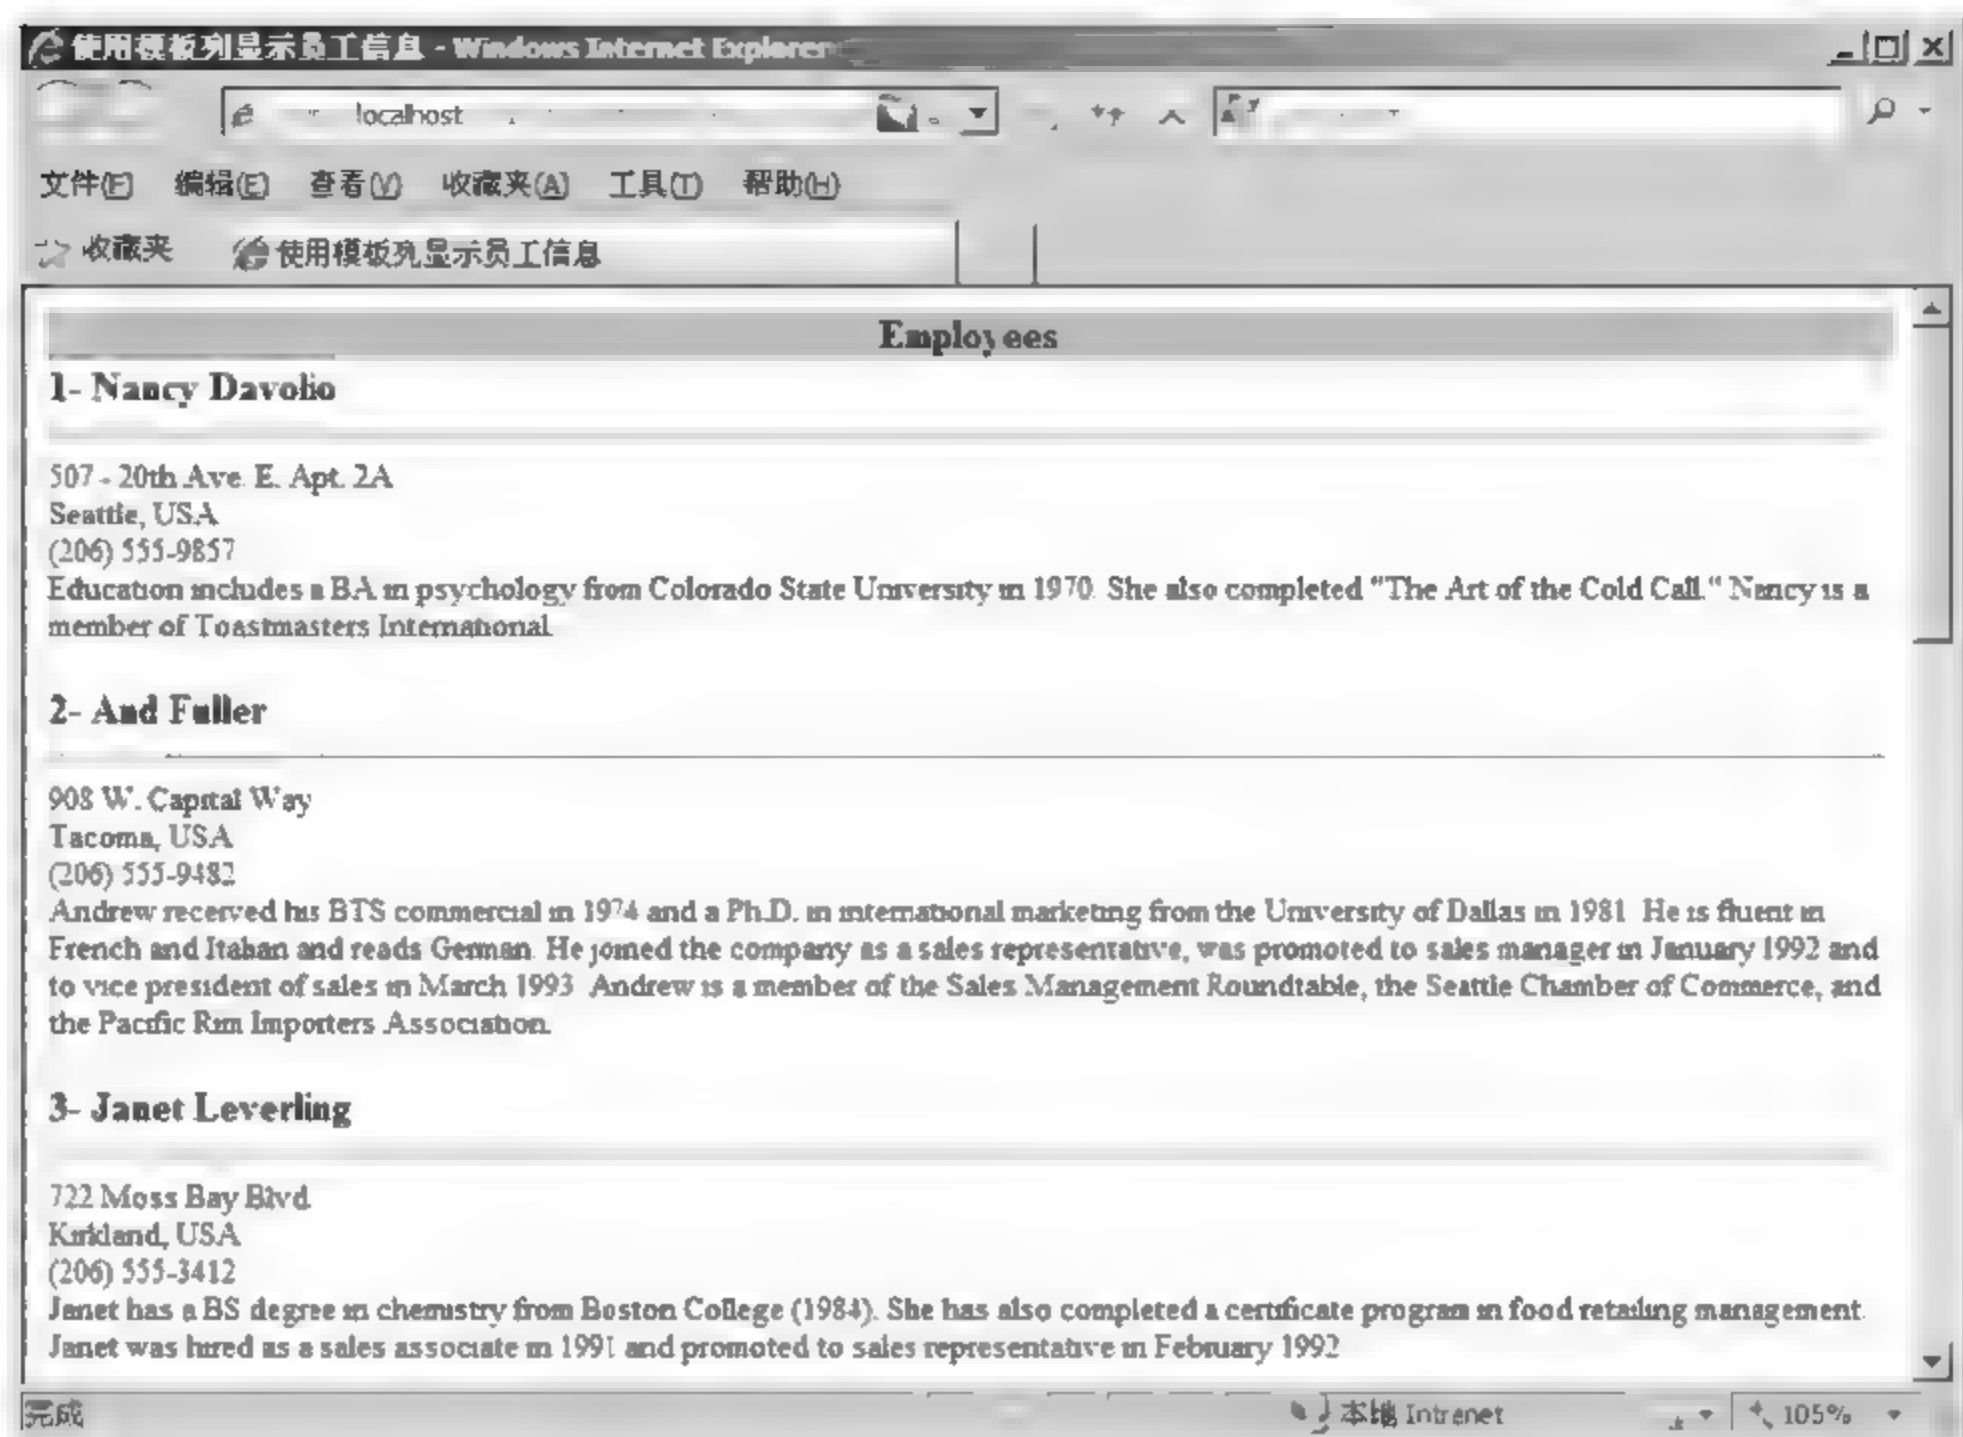 使用模板列显示员工信息 - Windows Internet Explorer
localhost
文件(F) 编辑(E) 查看(V) 收藏夹(A) 工具(T) 帮助(H)
收藏夹 使用模板列显示员工信息
Employees
1- Nancy Davolio
507 - 20th Ave. E. Apt. 2A
Seattle, USA
(206) 555-9857
Education includes a BA in psychology from Colorado State University in 1970. She also completed "The Art of the Cold Call." Nancy is a
member of Toastmasters International.
2- And Fuller
908 W. Capital Way
Tacoma, USA
(206) 555-9482
Andrew received his BTS commercial in 1974 and a Ph.D. in international marketing from the University of Dallas in 1981. He is fluent in
French and Italian and reads German. He joined the company as a sales representative, was promoted to sales manager in January 1992 and
to vice president of sales in March 1993. Andrew is a member of the Sales Management Roundtable, the Seattle Chamber of Commerce, and
the Pacific Rim Importers Association.
3- Janet Leverling
722 Moss Bay Blvd.
Kirkland, USA
(206) 555-3412
Janet has a BS degree in chemistry from Boston College (1984). She has also completed a certificate program in food retailing management.
Janet was hired as a sales associate in 1991 and promoted to sales representative in February 1992.
完成 本地 Intranet 105%